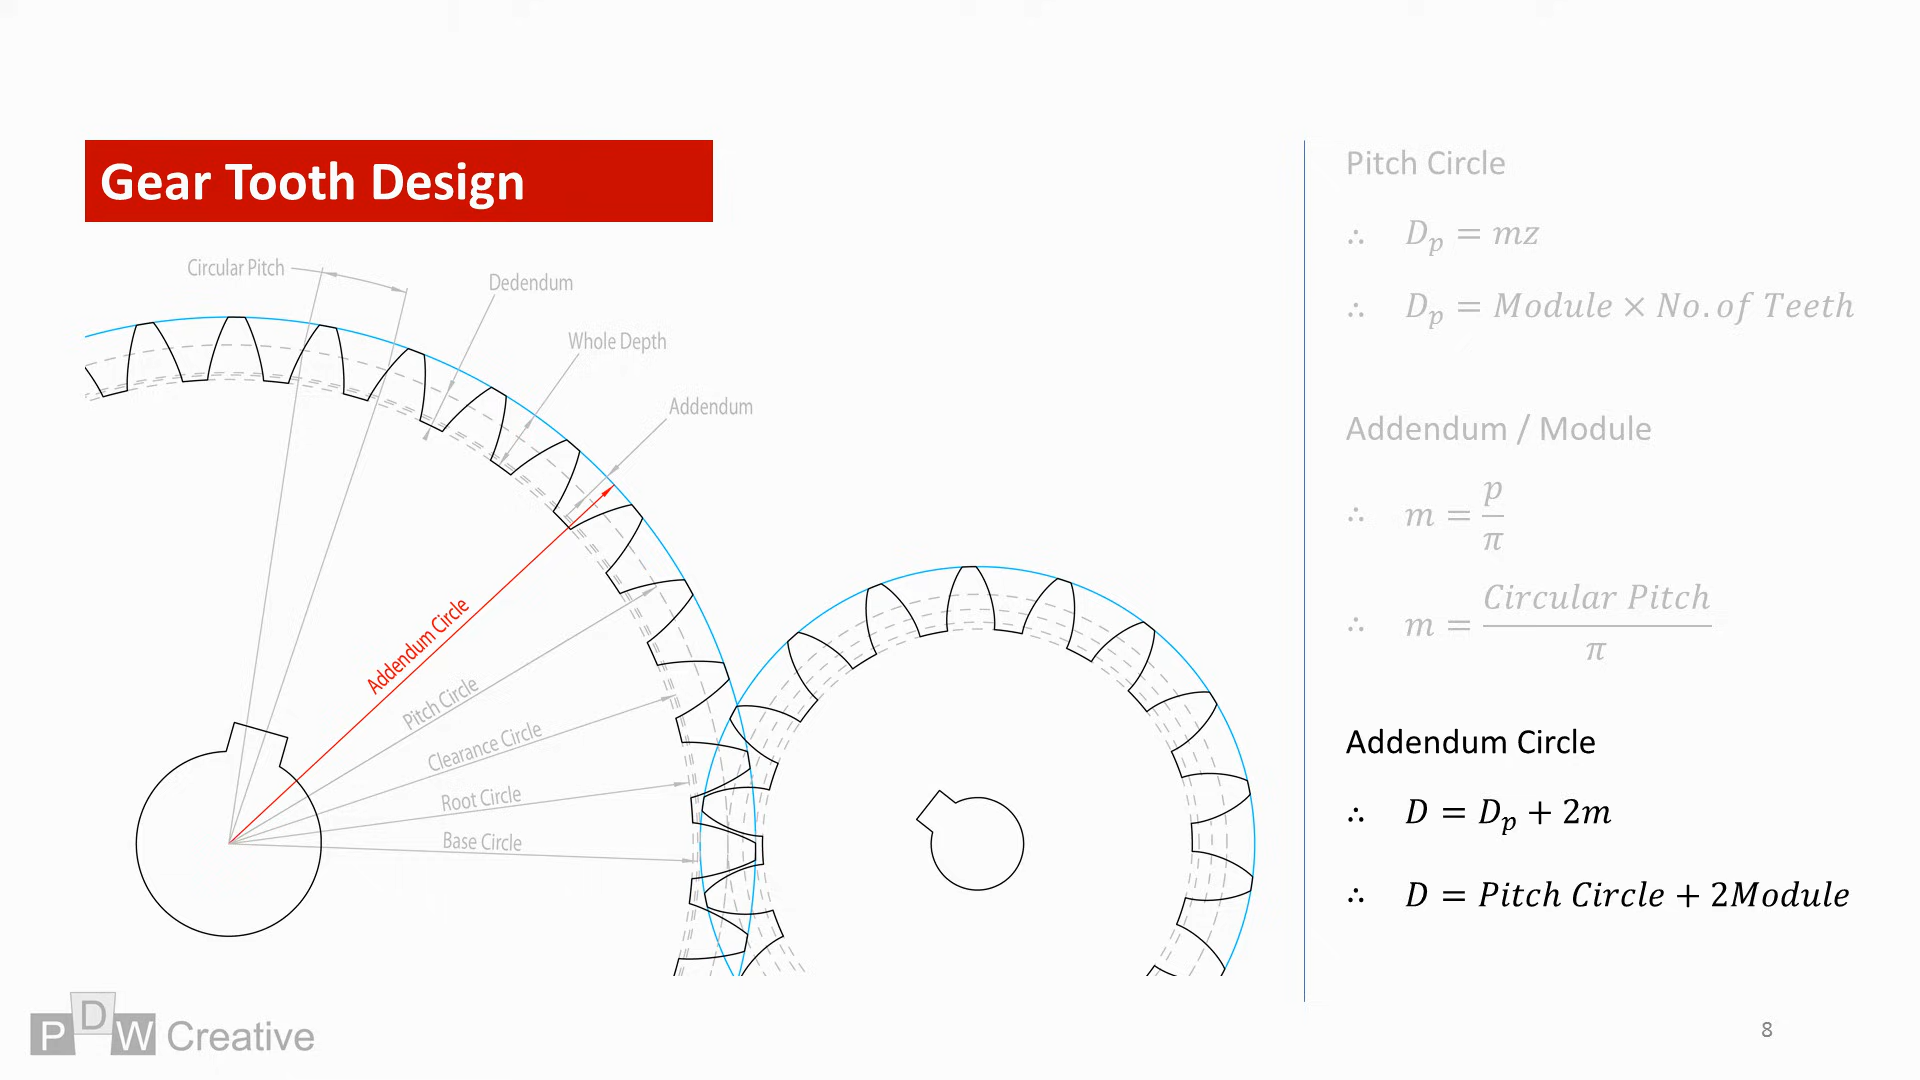 Gear Tooth Design
Circular Pitch
Dedendum
Whole Depth
Addendum
Addendum Circle
Pitch Circle
Clearance Circle
Root Circle
Base Circle
Pitch Circle
∴ D_p = mz
∴ D_p = Module × No. of Teeth
Addendum / Module
∴ m = p/π
∴ m = Circular Pitch/π
Addendum Circle
∴ D = D_p + 2m
∴ D = Pitch Circle + 2Module
PDW Creative
8